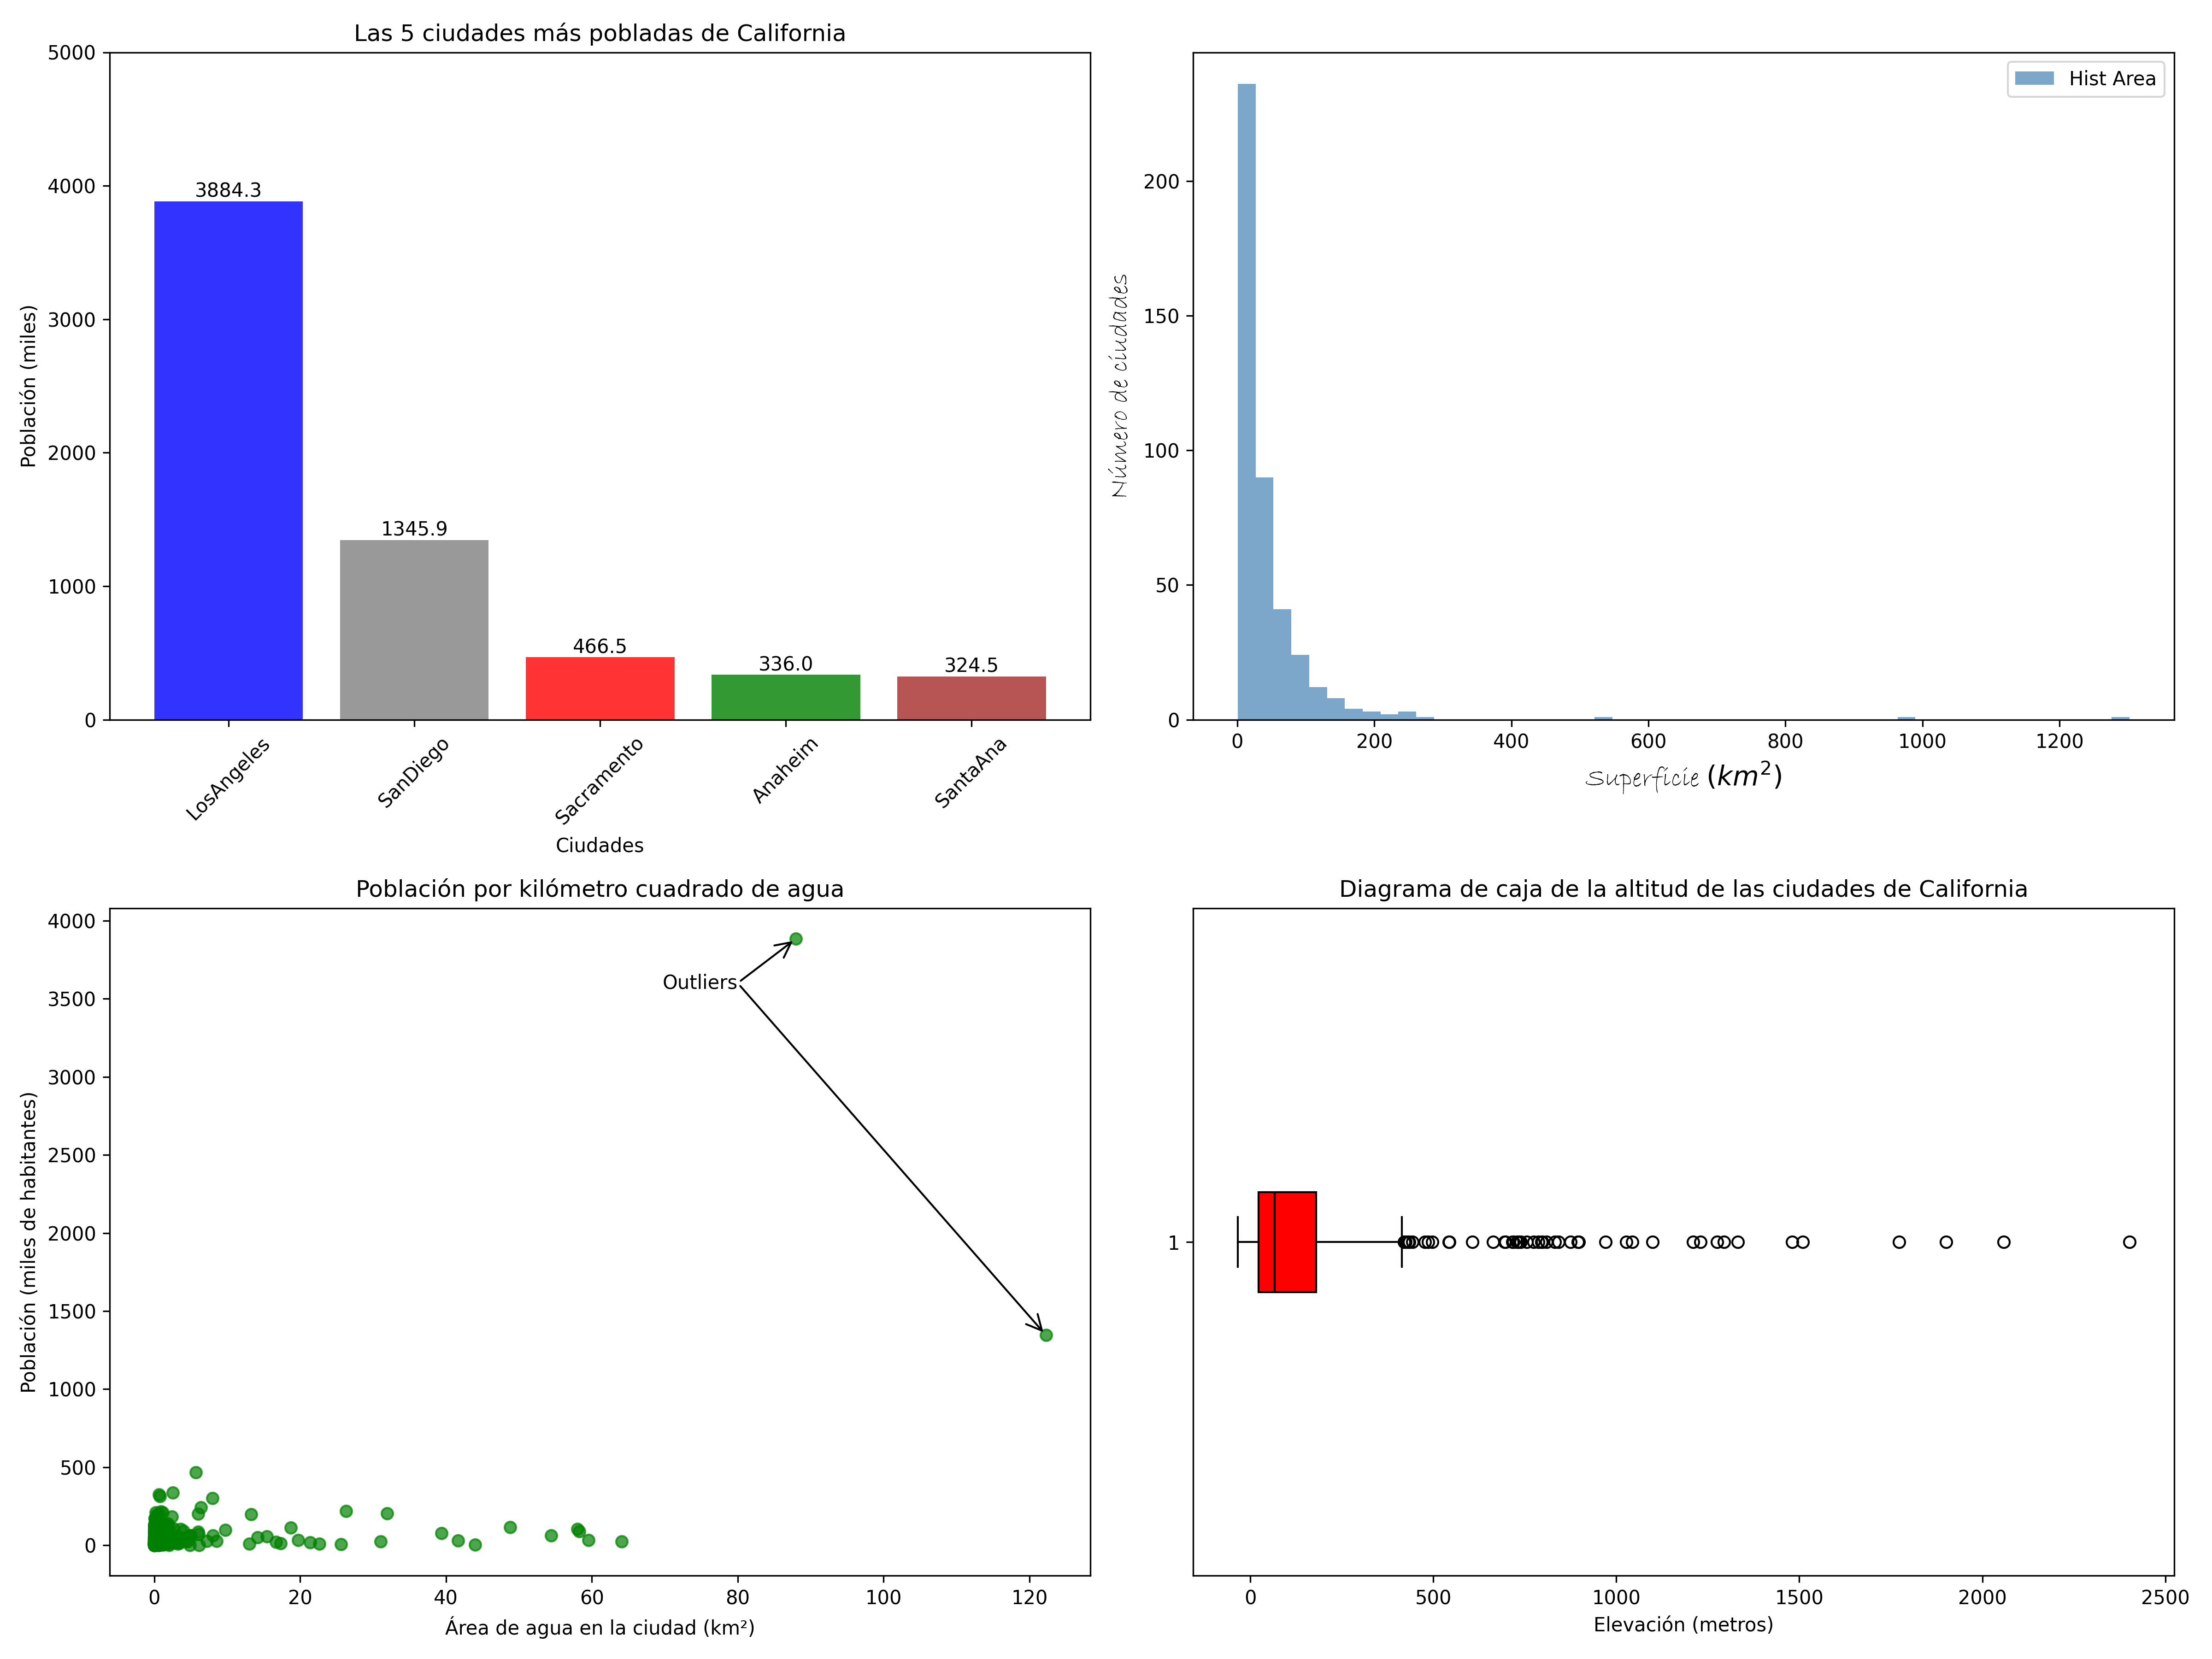 Las 5 ciudades más pobladas de California
5000
4000
3000
2000
1000
0
Población (miles)
3884.3
1345.9
466.5
336.0
324.5
LosAngeles
SanDiego
Sacramento
Anaheim
SantaAna
Ciudades
Hist Area
200
150
100
50
0
Número de ciudades
0 200 400 600 800 1000 1200
Superficie (km²)
Población por kilómetro cuadrado de agua
4000
3500
3000
2500
2000
1500
1000
500
0
Población (miles de habitantes)
Outliers
0 20 40 60 80 100 120
Área de agua en la ciudad (km²)
Diagrama de caja de la altitud de las ciudades de California
1
0 500 1000 1500 2000 2500
Elevación (metros)